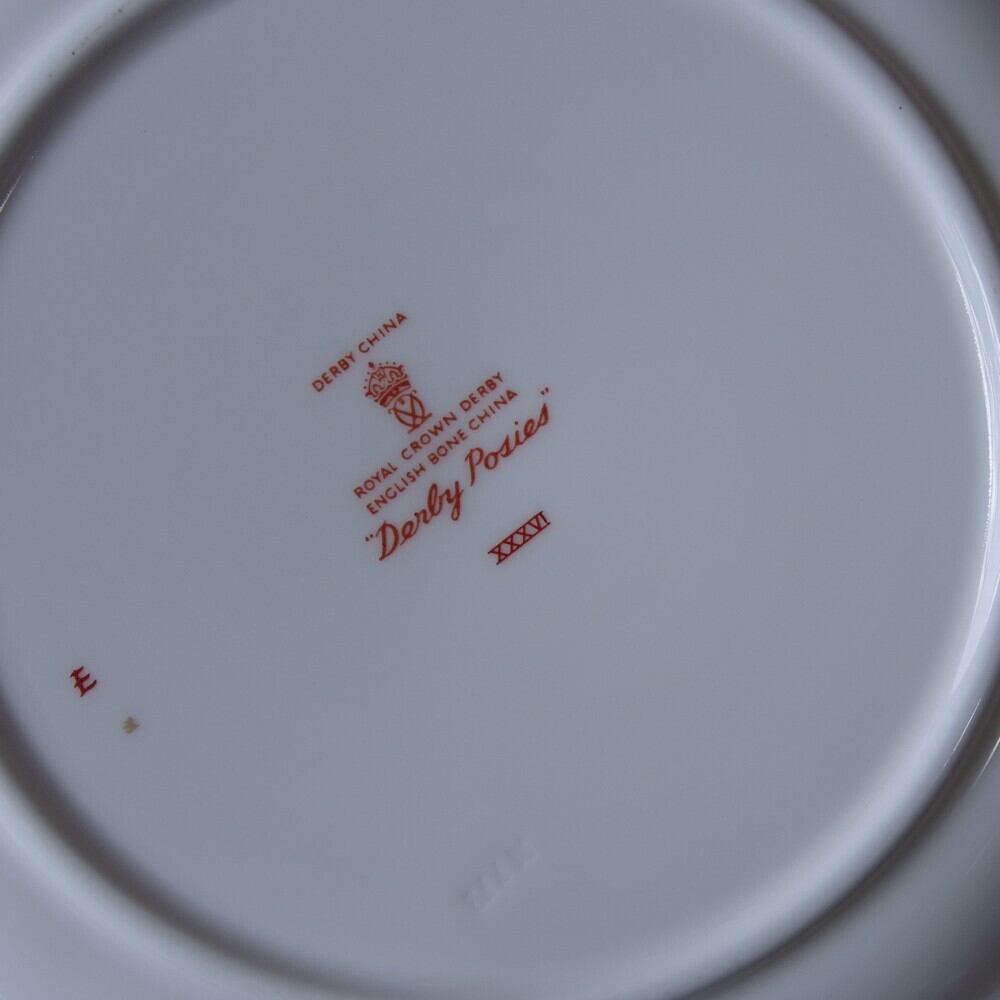 DERBY CHINA
ROYAL CROWN DERBY
ENGLISH BONE CHINA
"Derby Posies"
XXXVI
E